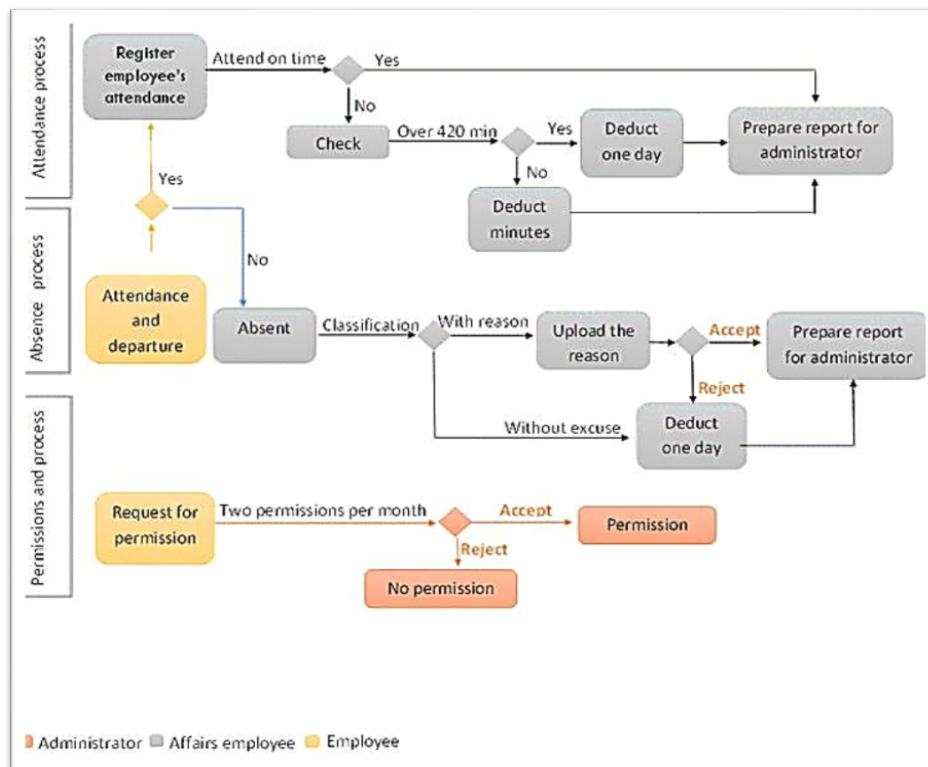 Attendance process
Register
employee's
attendance
Attend on time
Yes
No
Check
Over 420 min
Yes
Deduct
one day
Prepare report for
administrator
No
Deduct
minutes
Yes
Absence process
Attendance
and
departure
No
Absent
Classification
With reason
Upload the
reason
Accept
Prepare report
for administrator
Reject
Without excuse
Deduct
one day
Permissions and process
Request for
permission
Two permissions per month
Accept
Permission
Reject
No permission
Administrator
Affairs employee
Employee